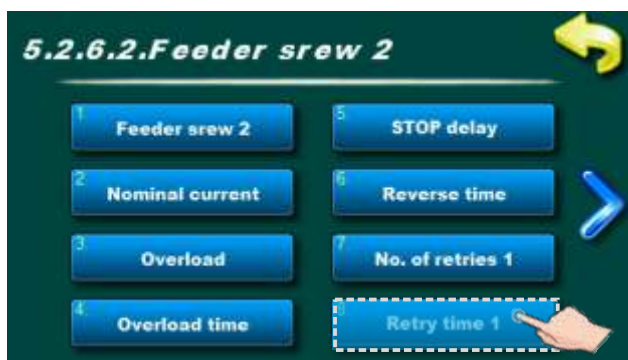 5.2.6.2.Feeder srew 2
1 Feeder srew 2
2 Nominal current
3 Overload
4 Overload time
5 STOP delay
6 Reverse time
7 No. of retries 1
8 Retry time 1